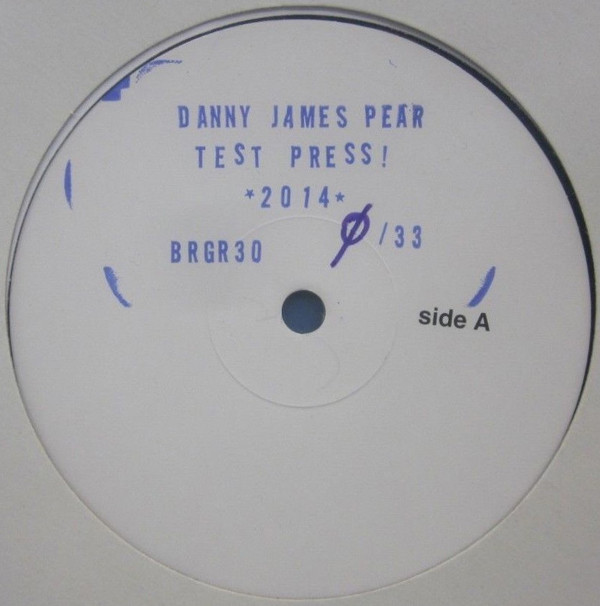 DANNY JAMES PEAR
TEST PRESS!
*2014*
BRGR30 Ø/33
side A